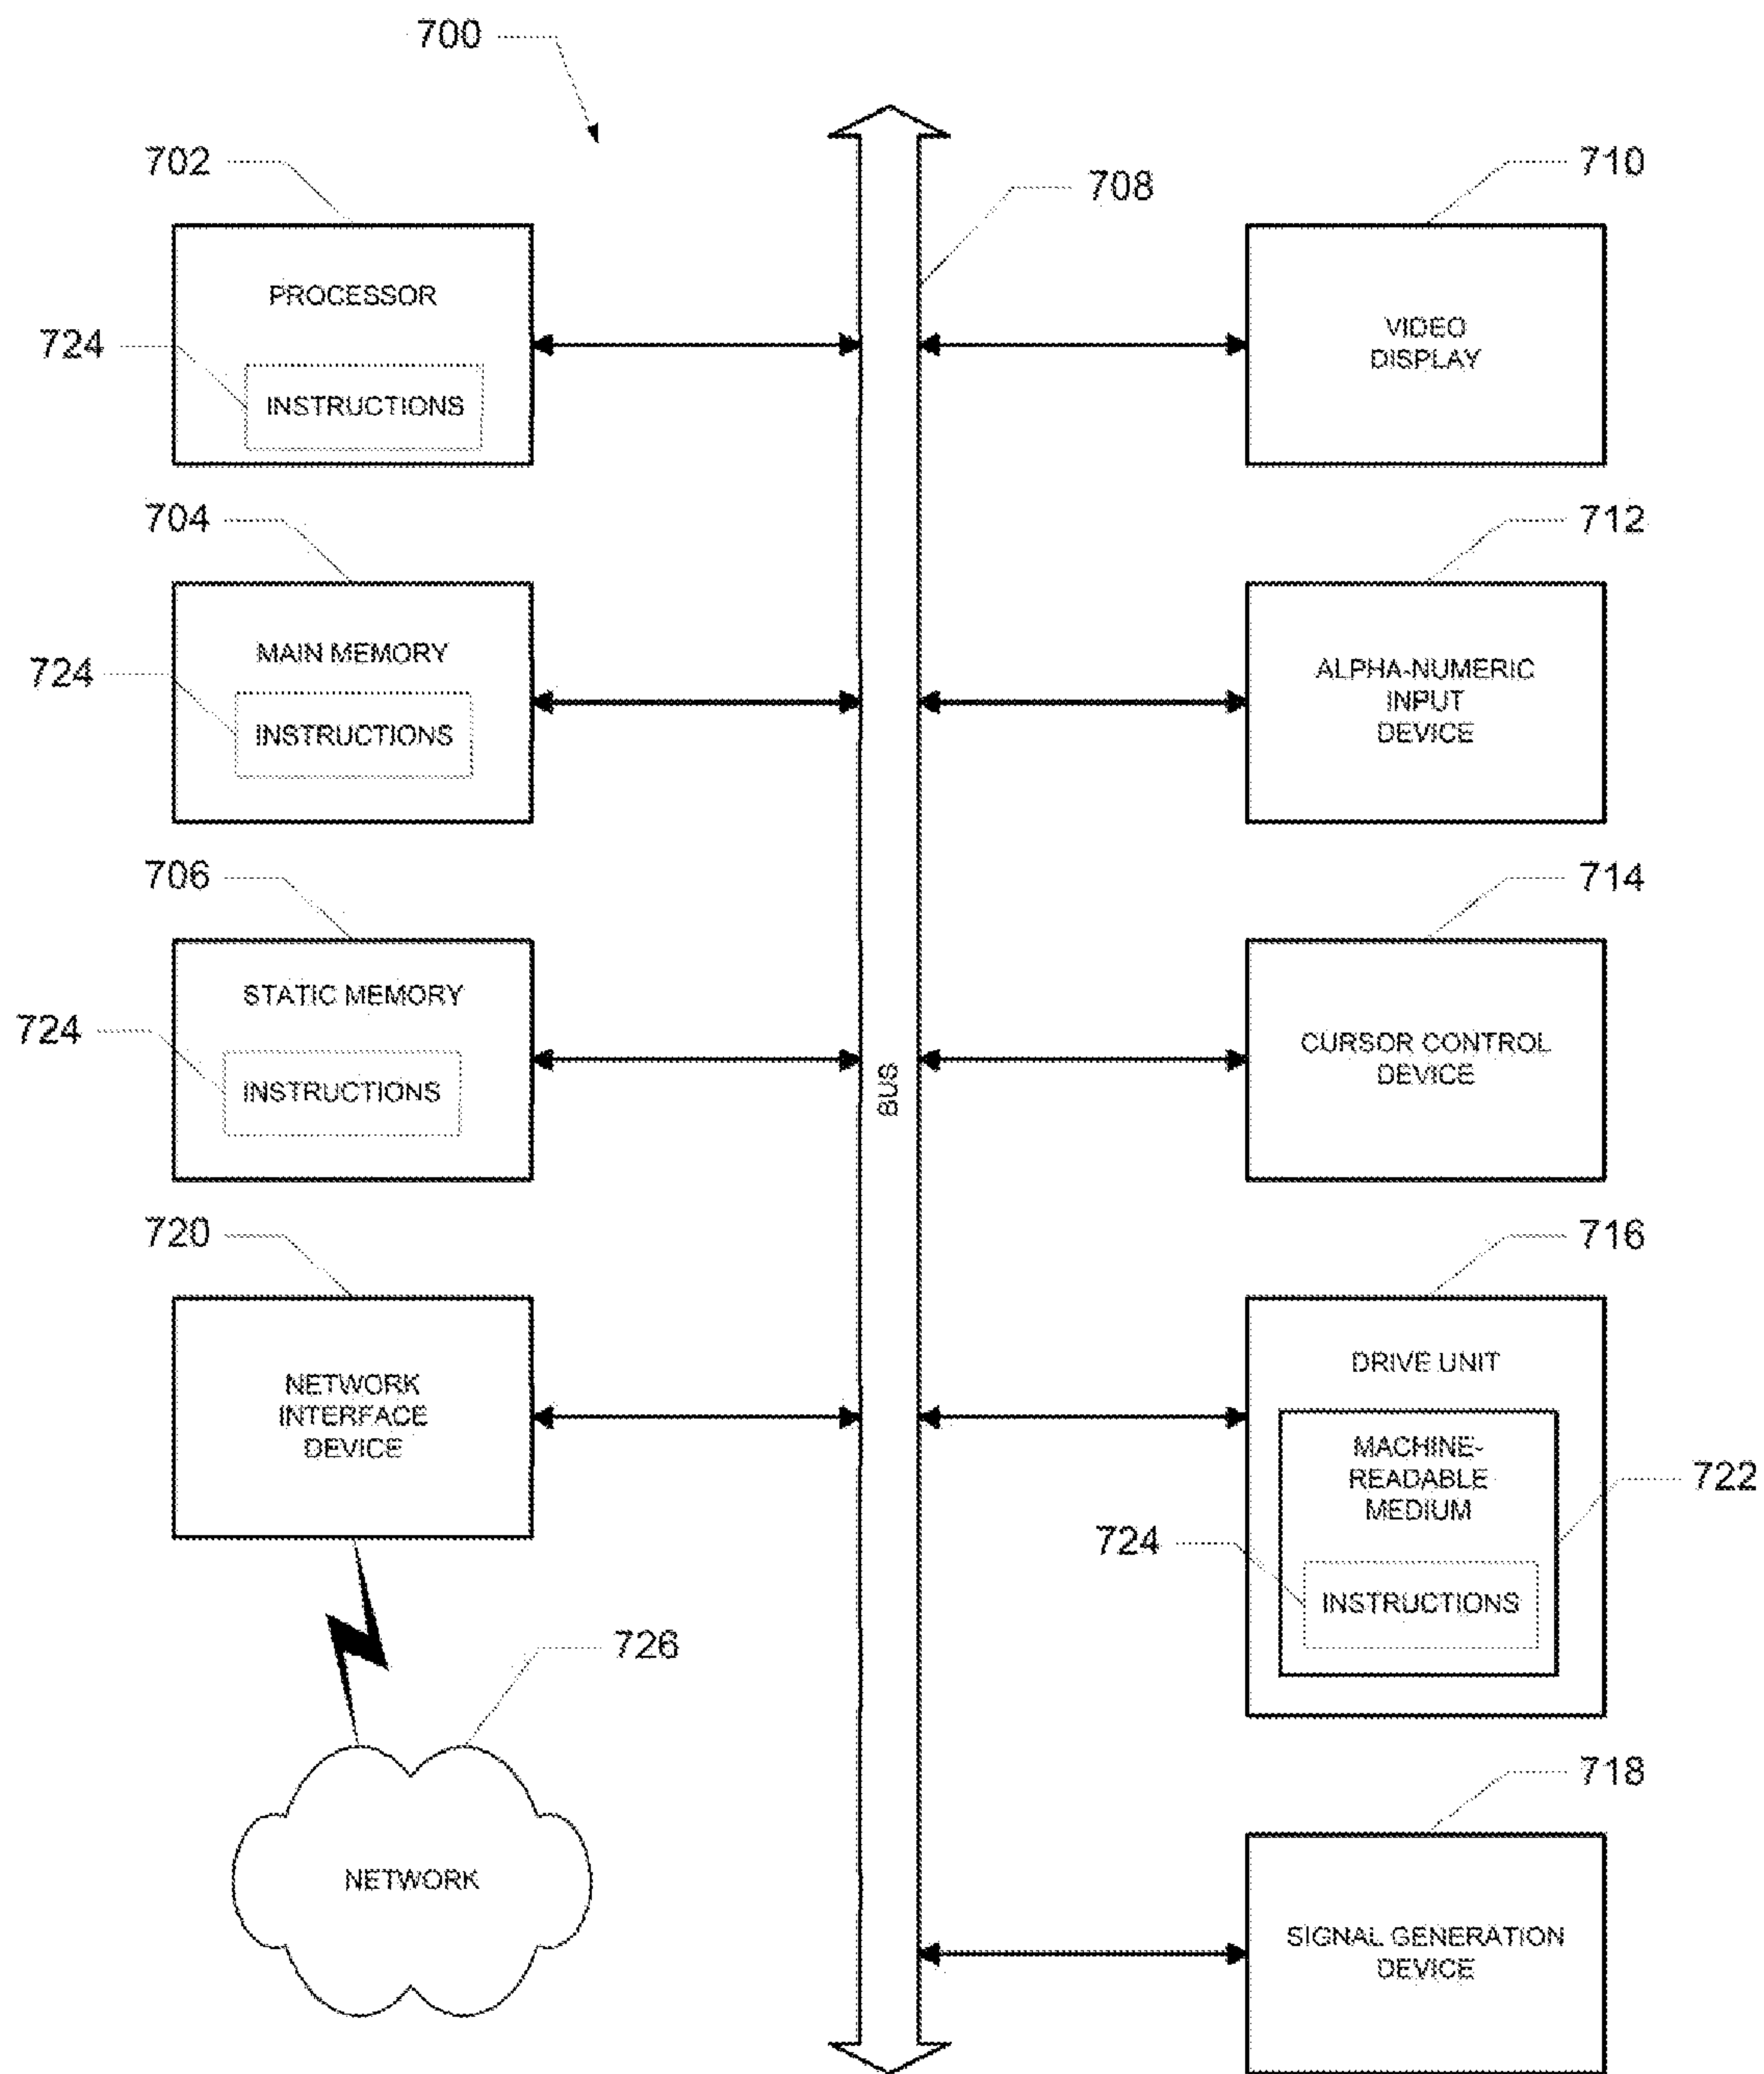 700
702
PROCESSOR
724
INSTRUCTIONS
704
MAIN MEMORY
724
INSTRUCTIONS
706
STATIC MEMORY
724
INSTRUCTIONS
720
NETWORK
INTERFACE
DEVICE
726
NETWORK
708
BUS
710
VIDEO
DISPLAY
712
ALPHA-NUMERIC
INPUT
DEVICE
714
CURSOR CONTROL
DEVICE
716
DRIVE UNIT
MACHINE-
READABLE
MEDIUM
722
724
INSTRUCTIONS
718
SIGNAL GENERATION
DEVICE